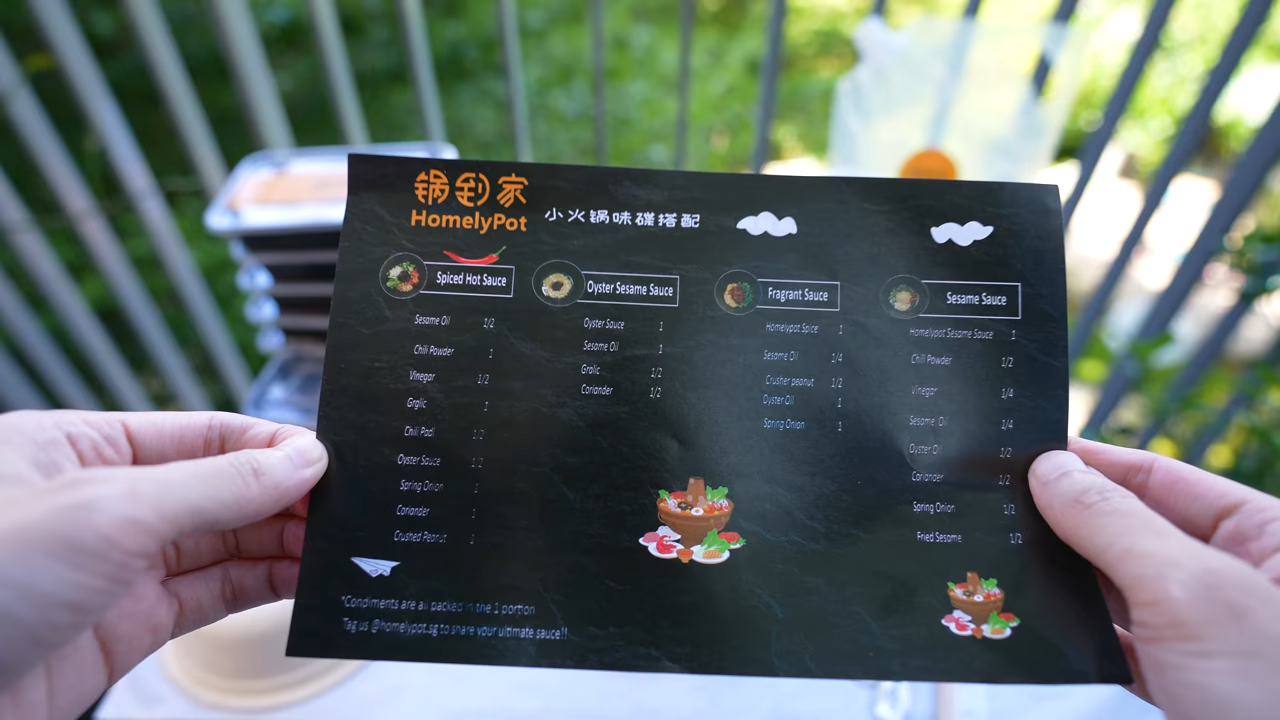 锅到家
HomelyPot
小火锅味碟搭配
Spiced Hot Sauce
Sesame Oil 1/2
Chili Powder 1
Vinegar 1/2
Grolic 1
Chili Padi 1/2
Oyster Sauce 1/2
Spring Onion 1
Coriander 1
Crushed Peanut 1
Oyster Sesame Sauce
Oyster Sauce 1
Sesame Oil 1
Grolic 1/2
Coriander 1/2
Fragrant Sauce
Homelypot Spice 1
Sesame Oil 1/4
Crusher peanut 1/2
Oyster Oil 1
Spring Onion 1
Sesame Sauce
Homelypot Sesame Sauce 1
Chili Powder 1/2
Vinegar 1/4
Sesame Oil 1/4
Oyster Oil 1/2
Coriander 1/2
Spring Onion 1/2
Fried Sesame 1/2
*Condiments are all packed in the 1 portion
Tag us @homelypot.sg to share your ultimate sauce!!